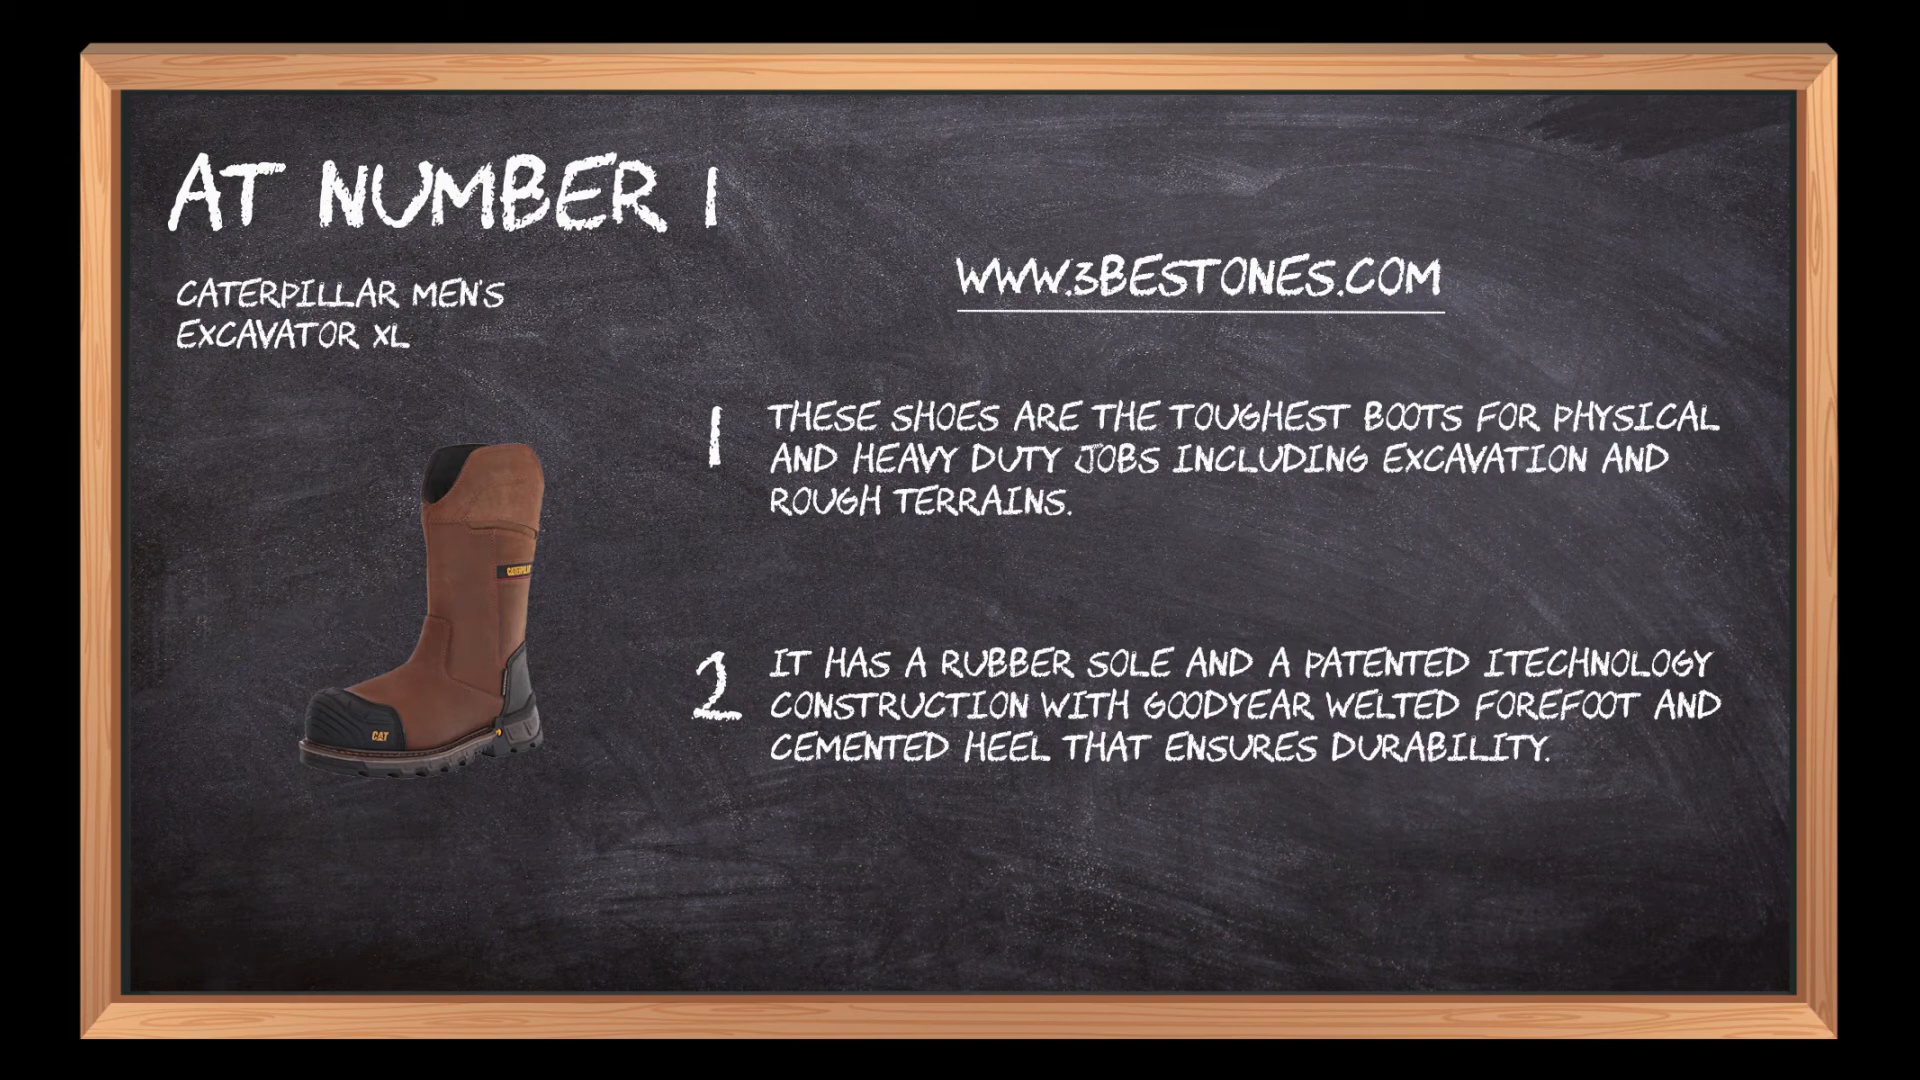 AT NUMBER 1
CATERPILLAR MEN'S
EXCAVATOR XL
WWW.3BESTONES.COM
1
THESE SHOES ARE THE TOUGHEST BOOTS FOR PHYSICAL
AND HEAVY DUTY JOBS INCLUDING EXCAVATION AND
ROUGH TERRAINS.
CATERPILLAR
CAT
2
IT HAS A RUBBER SOLE AND A PATENTED ITECHNOLOGY
CONSTRUCTION WITH GOODYEAR WELTED FOREFOOT AND
CEMENTED HEEL THAT ENSURES DURABILITY.